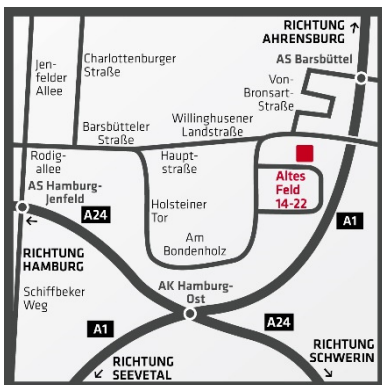 RICHTUNG
AHRENSBURG
AS Barsbüttel
Jen-
felder
Allee
Charlottenburger
Straße
Von-
Bronsart-
Straße
Willinghusener
Landstraße
Barsbütteler
Straße
Rodig-
allee
Haupt-
straße
AS Hamburg-
Jenfeld
A24
Altes
Feld
14-22
Holsteiner
Tor
A1
Am
Bondenholz
RICHTUNG
HAMBURG
Schiffbeker
Weg
AK Hamburg-
Ost
A1
A24
RICHTUNG
SCHWERIN
RICHTUNG
SEEVETAL